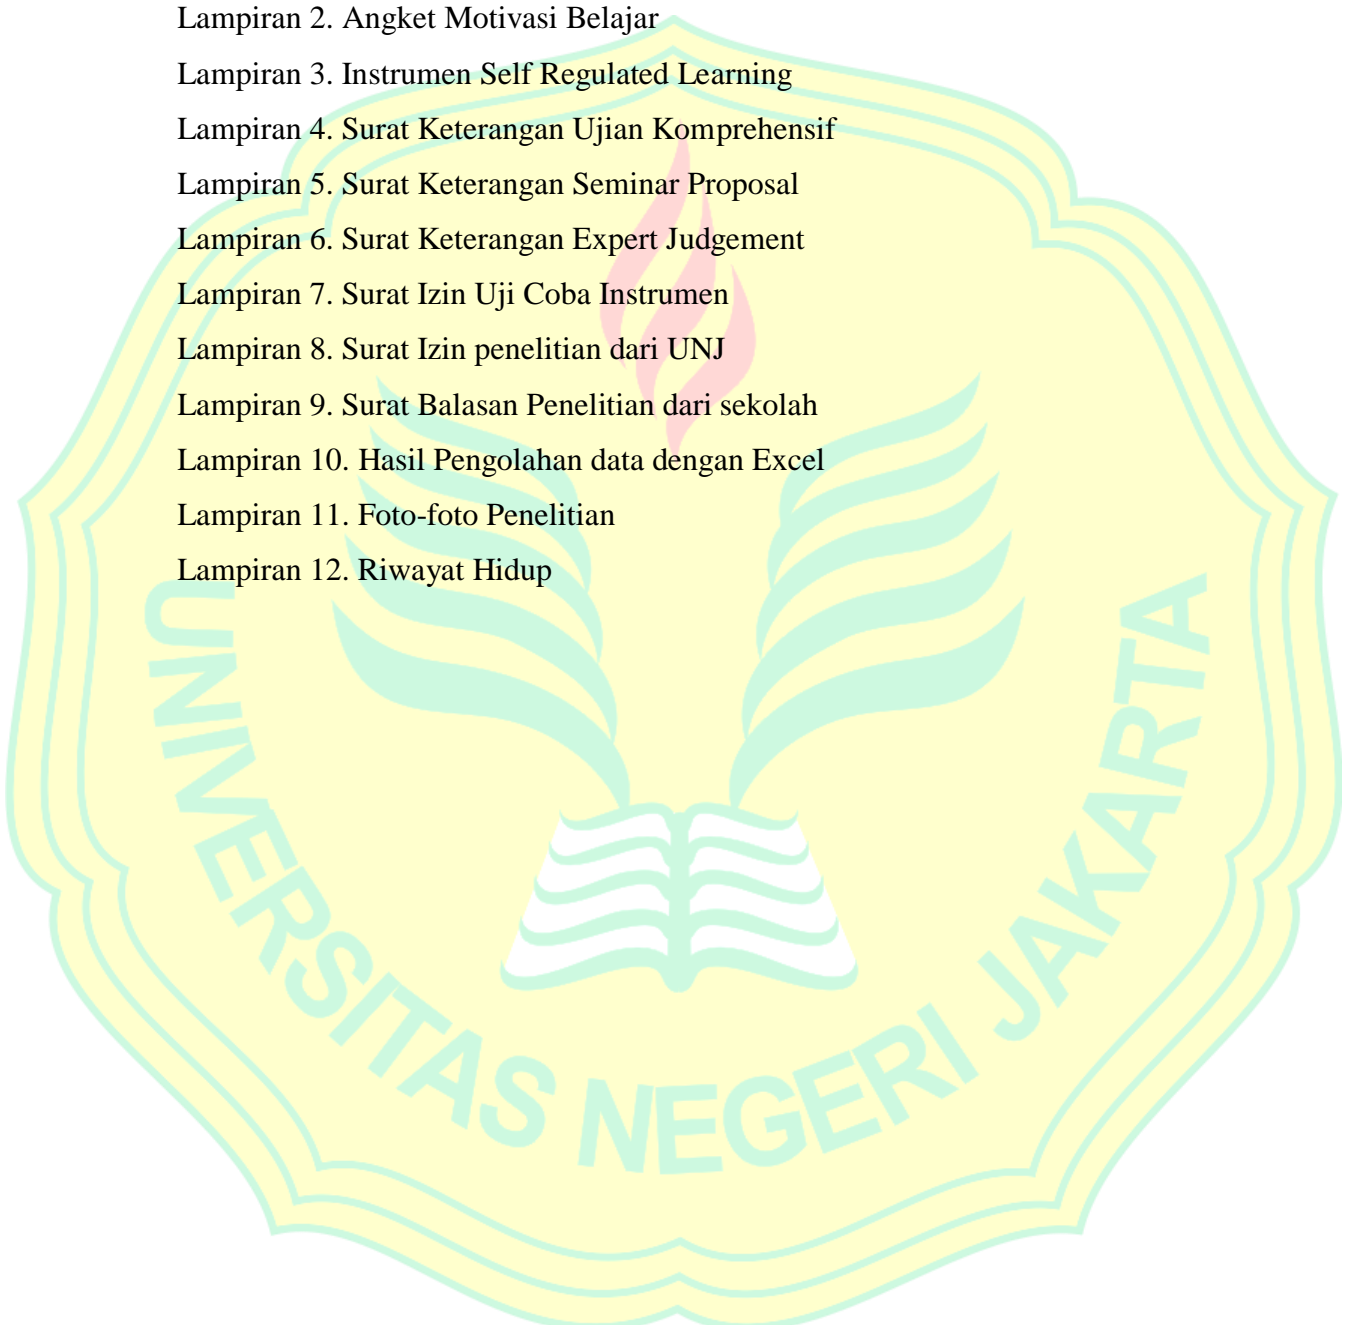 Lampiran 2. Angket Motivasi Belajar
Lampiran 3. Instrumen Self Regulated Learning
Lampiran 4. Surat Keterangan Ujian Komprehensif
Lampiran 5. Surat Keterangan Seminar Proposal
Lampiran 6. Surat Keterangan Expert Judgement
Lampiran 7. Surat Izin Uji Coba Instrumen
Lampiran 8. Surat Izin penelitian dari UNJ
Lampiran 9. Surat Balasan Penelitian dari sekolah
Lampiran 10. Hasil Pengolahan data dengan Excel
Lampiran 11. Foto-foto Penelitian
Lampiran 12. Riwayat Hidup
UNIVERSITAS NEGERI JAKARTA